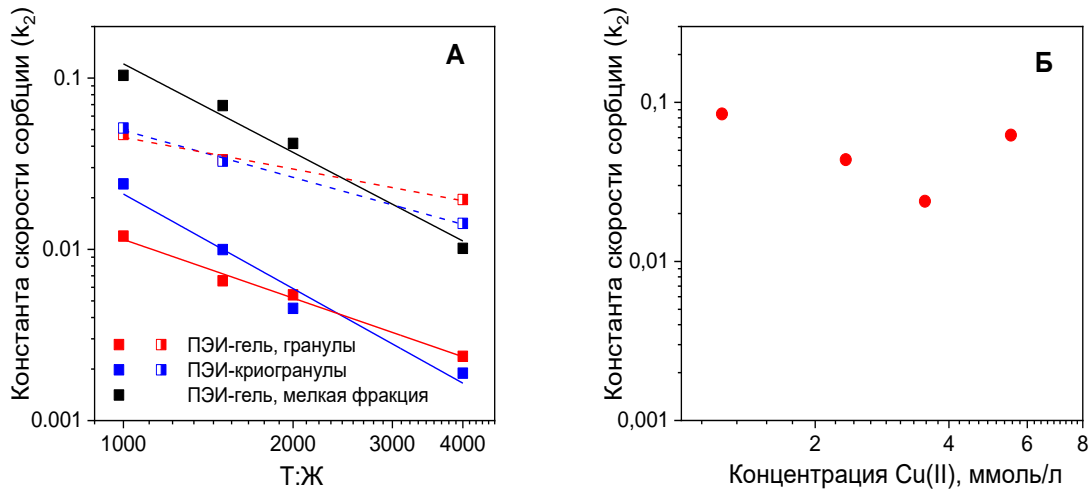 Константа скорости сорбции (k₂)
А
0.1
0.01
0.001
ПЭИ-гель, гранулы
ПЭИ-криогранулы
ПЭИ-гель, мелкая фракция
1000
2000
3000
4000
Т:Ж
Константа скорости сорбции (k₂)
Б
0,1
0,01
0,001
2
4
6
8
Концентрация Cu(II), ммоль/л